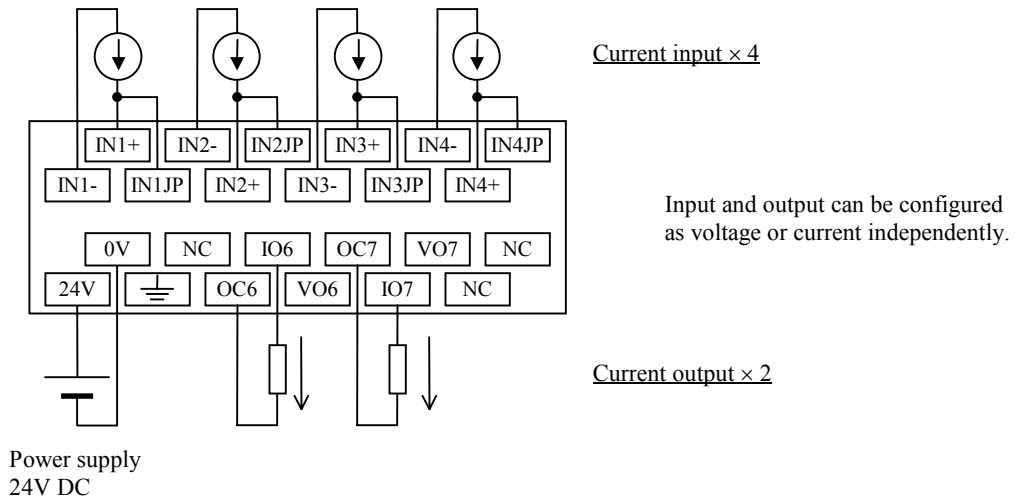 Current input × 4
IN1+ IN2- IN2JP IN3+ IN4- IN4JP
IN1- IN1JP IN2+ IN3- IN3JP IN4+
Input and output can be configured
as voltage or current independently.
0V NC IO6 OC7 VO7 NC
24V OC6 VO6 IO7 NC
Current output × 2
Power supply
24V DC